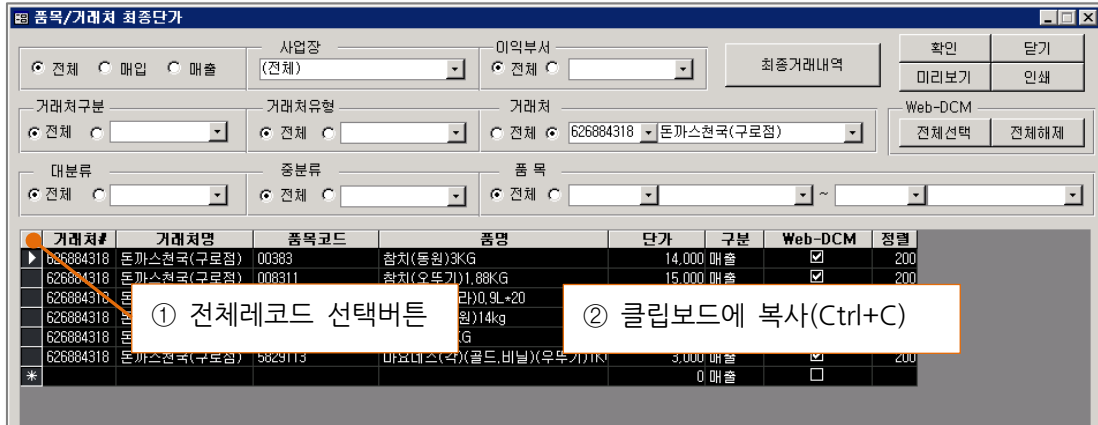 품목/거래처 최종단가
사업장 이익부서 확인 닫기
전체 매입 매출 (전체) 전체 최종거래내역
미리보기 인쇄
거래처구분 거래처유형 거래처 Web-DCM
전체 전체 전체 626884318 돈까스천국(구로점) 전체선택 전체해제
대분류 중분류 품 목
전체 전체 전체 ~
거래처# 거래처명 품목코드 품명 단가 구분 Web-DCM 정렬
626884318 돈까스천국(구로점) 00383 참치(동원)3KG 14,000 매출 200
626884318 돈까스천국(구로점) 008311 참치(오뚜기)1,88KG 15,000 매출 200
626884318 0,9L*20
626884318 14kg
626884318
626884318 돈까스천국(구로점) 5829113 3,000 매출 200
* 0 매출
① 전체레코드 선택버튼
② 클립보드에 복사(Ctrl+C)